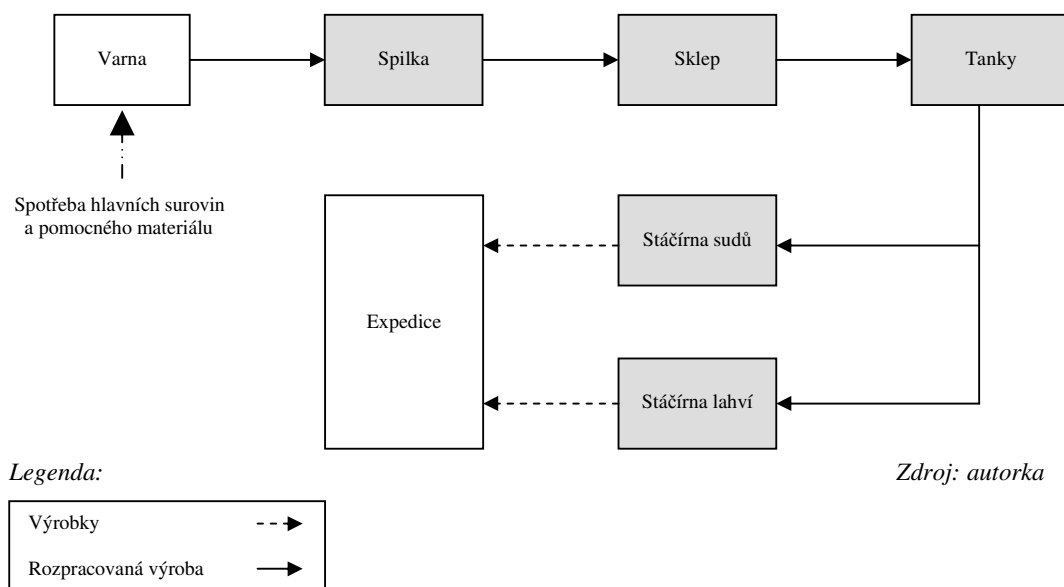 Varna
Spilka
Sklep
Tanky
Spotřeba hlavních surovin
a pomocného materiálu
Stáčírna sudů
Expedice
Stáčírna lahví
Legenda:
Zdroj: autorka
Výrobky
Rozpracovaná výroba